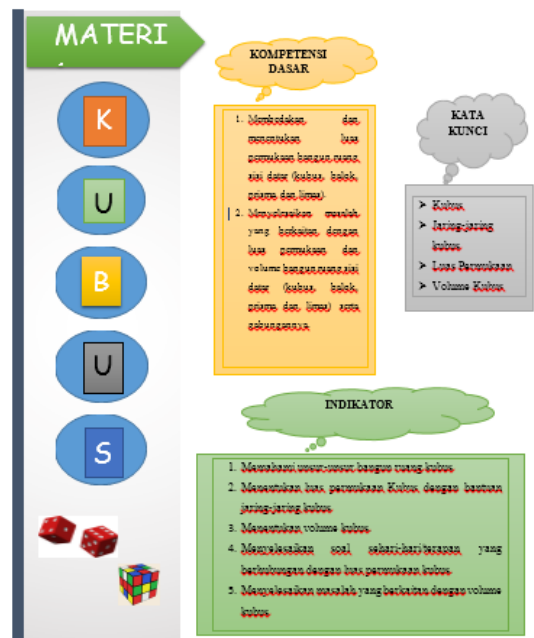 MATERI
K
U
B
U
S
KOMPETENSI
DASAR
1. Membedakan dan
menentukan luas
permukaan bangun ruang
sisi datar (kubus, balok,
prisma, dan limas).
2. Menyelesaikan masalah
yang berkaitan dengan
luas permukaan dan
volume bangun ruang sisi
datar (kubus, balok,
prisma, dan limas) serta
gabungannya.
KATA
KUNCI
➤ Kubus
➤ Jaring-jaring
kubus
➤ Luas Permukaan
➤ Volume Kubus
INDIKATOR
1. Memahami unsur-unsur bangun ruang kubus.
2. Menentukan luas permukaan Kubus dengan bantuan
jaring-jaring kubus.
3. Menentukan volume kubus.
4. Menyelesaikan soal sehari-hari/terapan yang
berhubungan dengan luas permukaan kubus.
5. Menyelesaikan masalah yang berkaitan dengan volume
kubus.